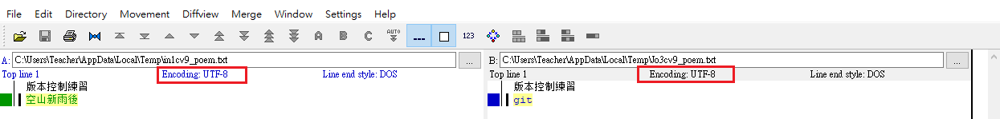 File Edit Directory Movement Diffview Merge Window Settings Help
A B C AUTO 123
A: C:\Users\Teacher\AppData\Local\Temp\in1cv9_poem.txt ...
B: C:\Users\Teacher\AppData\Local\Temp\Jo3cv9_poem.txt ...
Top line 1 Encoding: UTF-8 Line end style: DOS
Top line 1 Encoding: UTF-8 Line end style: DOS
版本控制練習
空山新雨後
版本控制練習
git